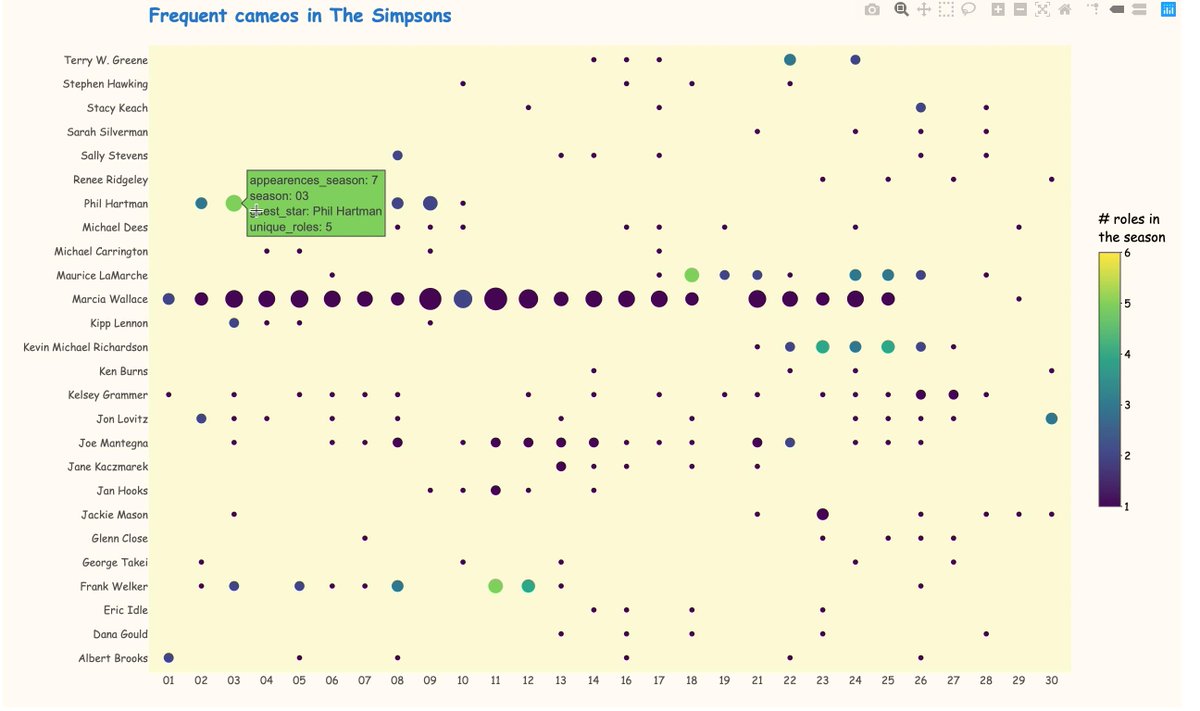 Frequent cameos in The Simpsons
Terry W. Greene
Stephen Hawking
Stacy Keach
Sarah Silverman
Sally Stevens
Renee Ridgeley
Phil Hartman
Michael Dees
Michael Carrington
Maurice LaMarche
Marcia Wallace
Kipp Lennon
Kevin Michael Richardson
Ken Burns
Kelsey Grammer
Jon Lovitz
Joe Mantegna
Jane Kaczmarek
Jan Hooks
Jackie Mason
Glenn Close
George Takei
Frank Welker
Eric Idle
Dana Gould
Albert Brooks
appearences_season: 7
season: 03
guest_star: Phil Hartman
unique_roles: 5
01 02 03 04 05 06 07 08 09 10 11 12 13 14 16 17 18 19 21 22 23 24 25 26 27 28 29 30
# roles in
the season
6
5
4
3
2
1